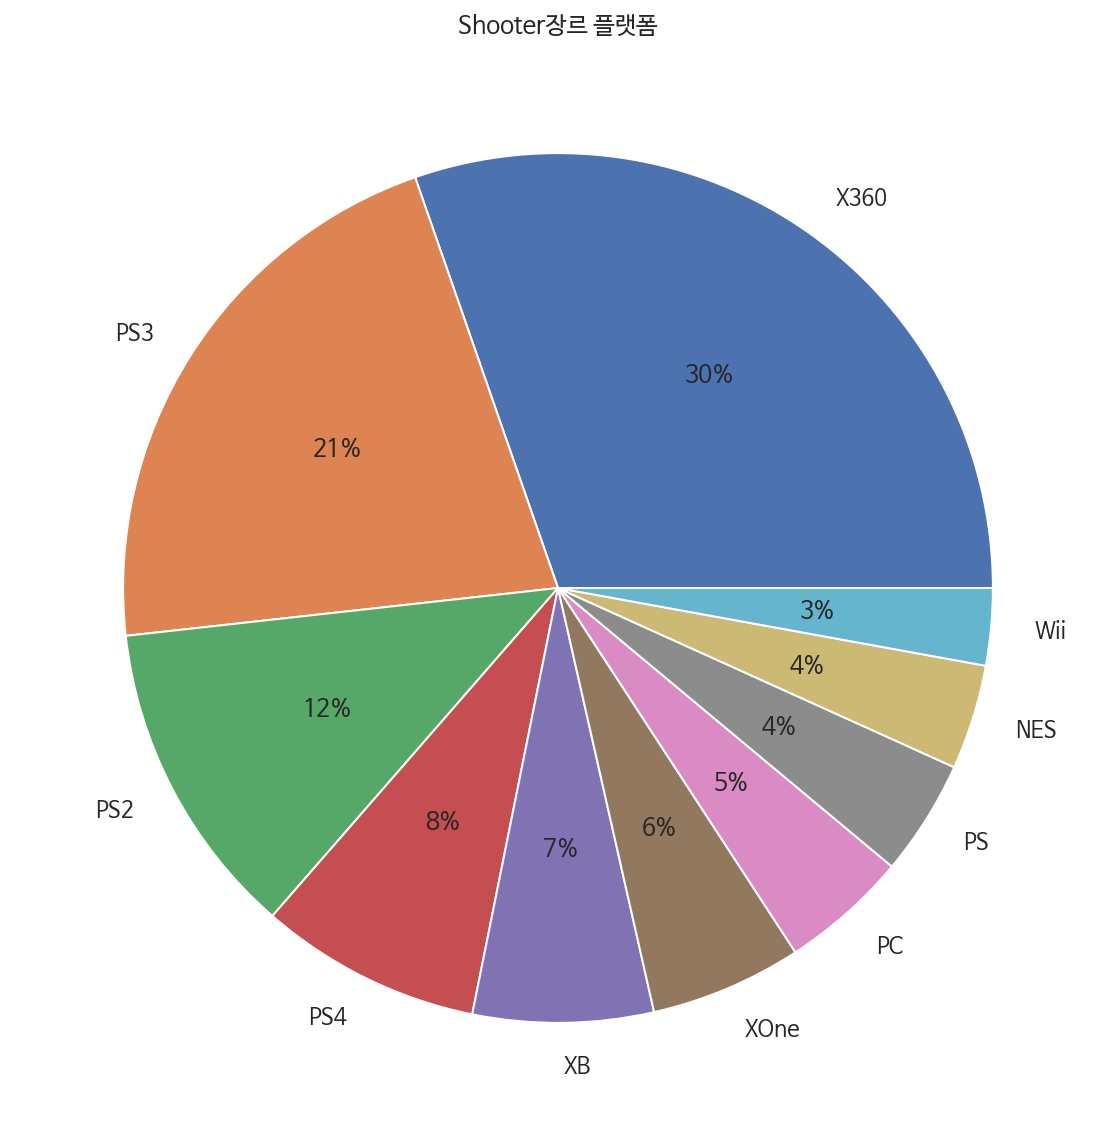 Shooter장르 플랫폼
X360
30%
PS3
21%
PS2
12%
PS4
8%
XB
7%
XOne
6%
PC
5%
PS
4%
NES
4%
Wii
3%